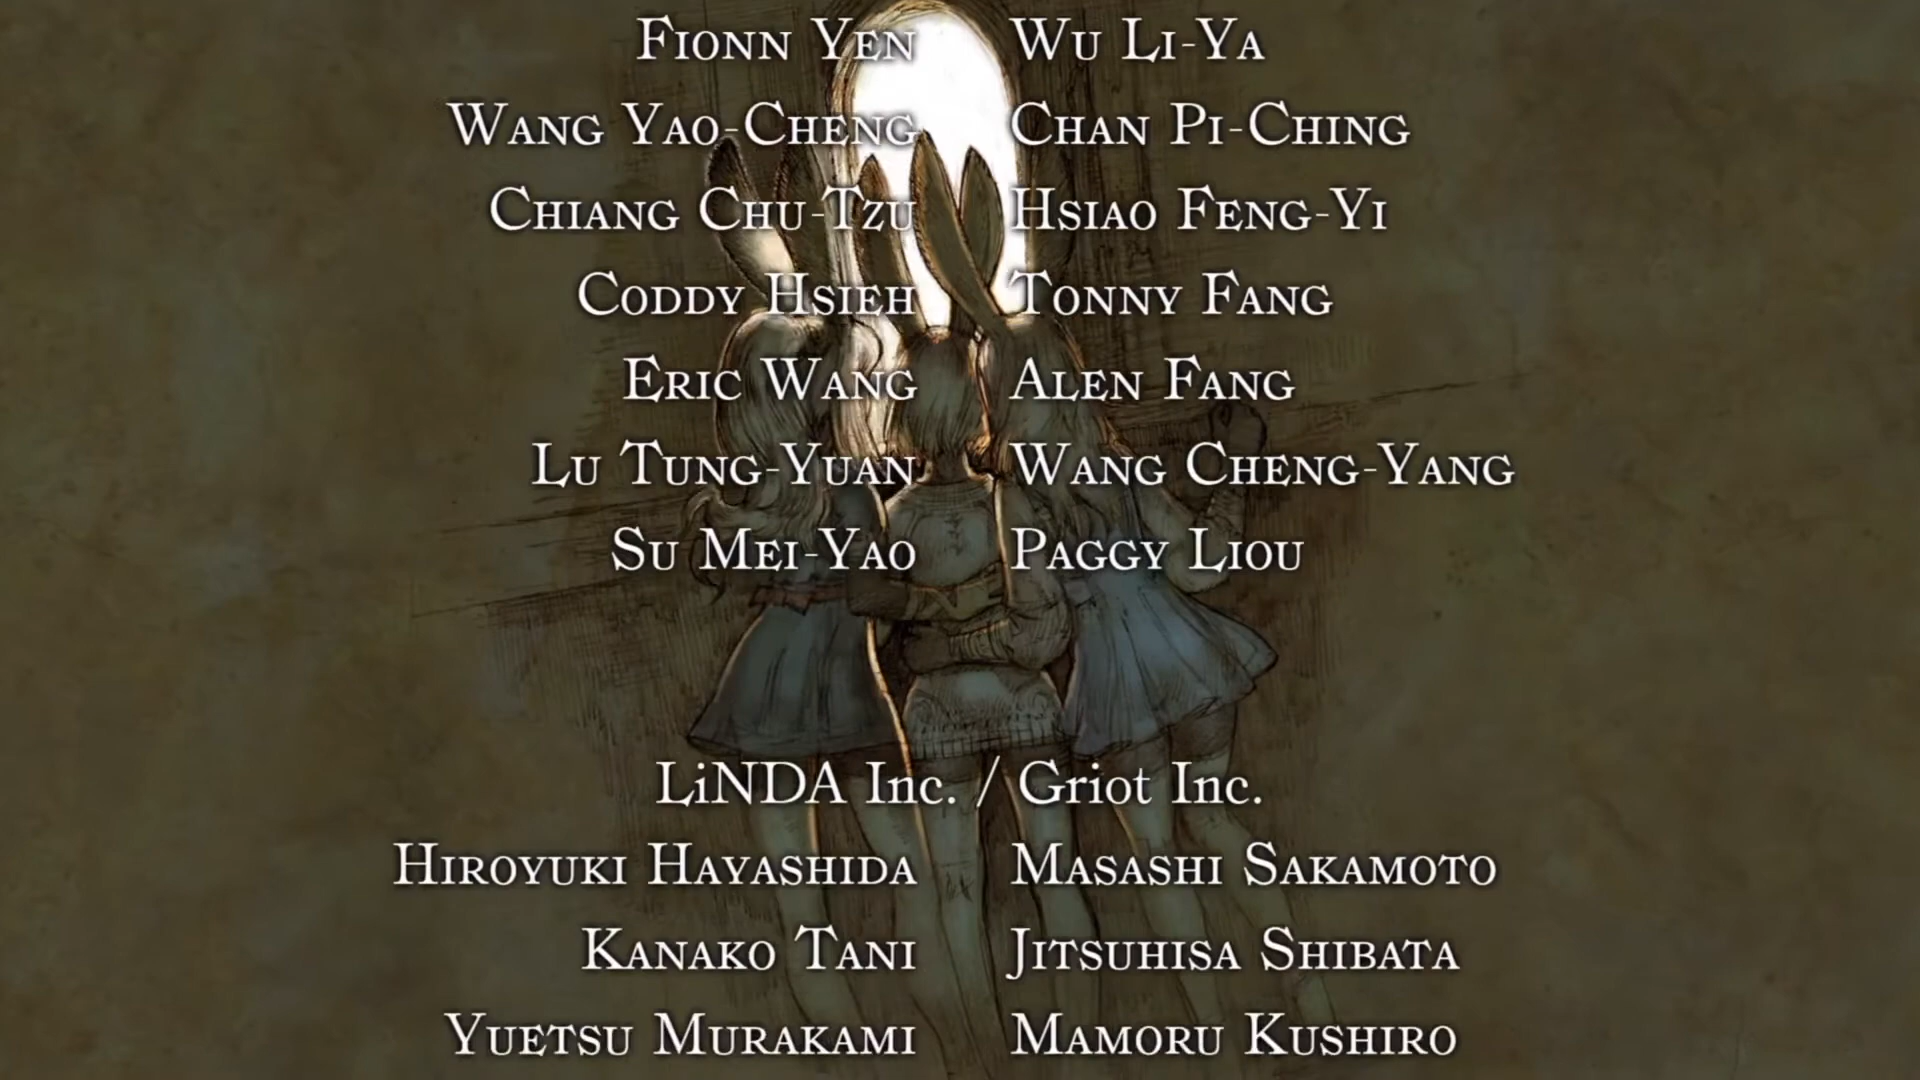 Fionn Yen Wu Li-Ya
Wang Yao-Cheng Chan Pi-Ching
Chiang Chu-Tzu Hsiao Feng-Yi
Coddy Hsieh Tonny Fang
Eric Wang Alen Fang
Lu Tung-Yuan Wang Cheng-Yang
Su Mei-Yao Paggy Liou
LiNDA Inc. / Griot Inc.
Hiroyuki Hayashida Masashi Sakamoto
Kanako Tani Jitsuhisa Shibata
Yuetsu Murakami Mamoru Kushiro